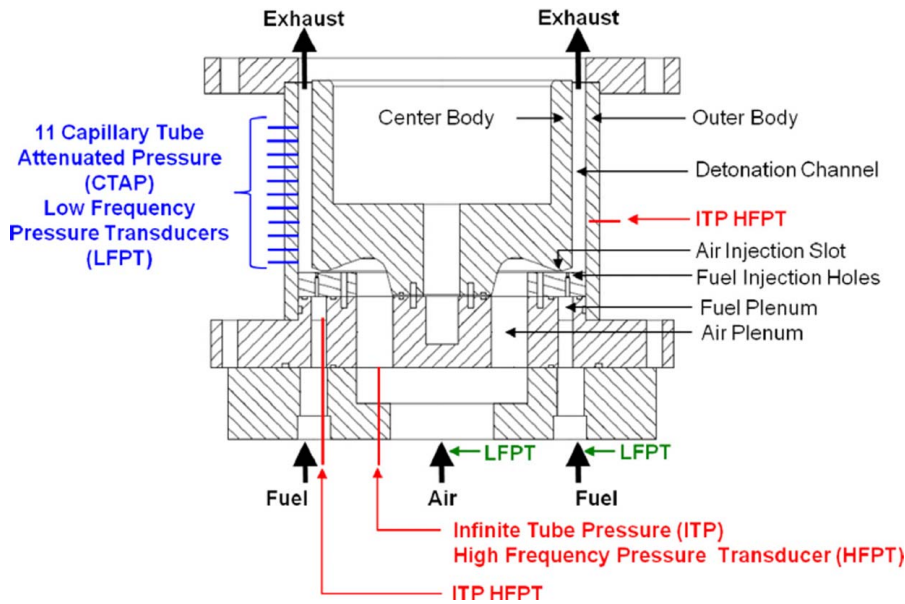 Exhaust
Exhaust
11 Capillary Tube
Attenuated Pressure
(CTAP)
Low Frequency
Pressure Transducers
(LFPT)
Center Body
Outer Body
Detonation Channel
ITP HFPT
Air Injection Slot
Fuel Injection Holes
Fuel Plenum
Air Plenum
LFPT
LFPT
Fuel
Air
Fuel
Infinite Tube Pressure (ITP)
High Frequency Pressure Transducer (HFPT)
ITP HFPT